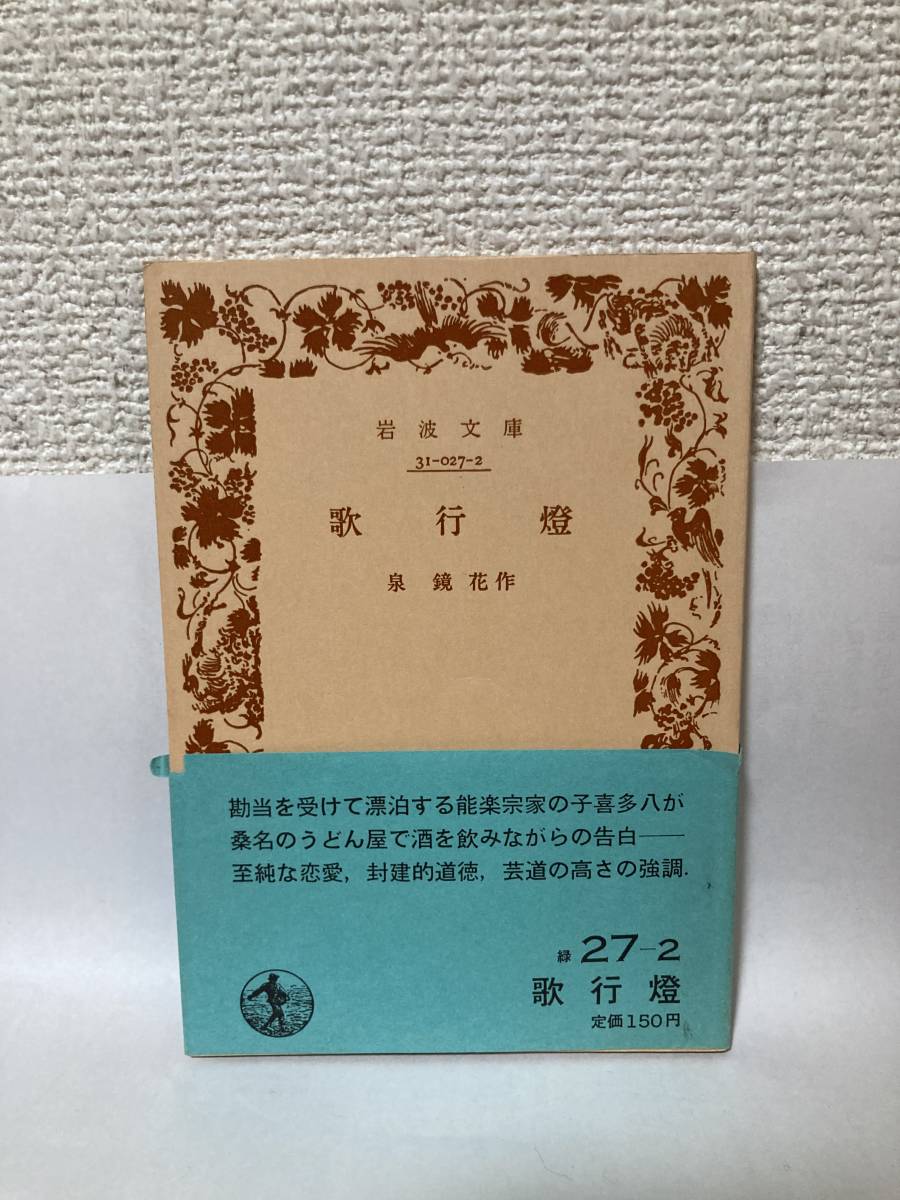 岩波文庫
31-027-2
歌行燈
泉鏡花作
勘当を受けて漂泊する能楽宗家の子喜多八が
桑名のうどん屋で酒を飲みながらの告白――
至純な恋愛，封建的道徳，芸道の高さの強調．
緑 27-2
歌行燈
定価150円